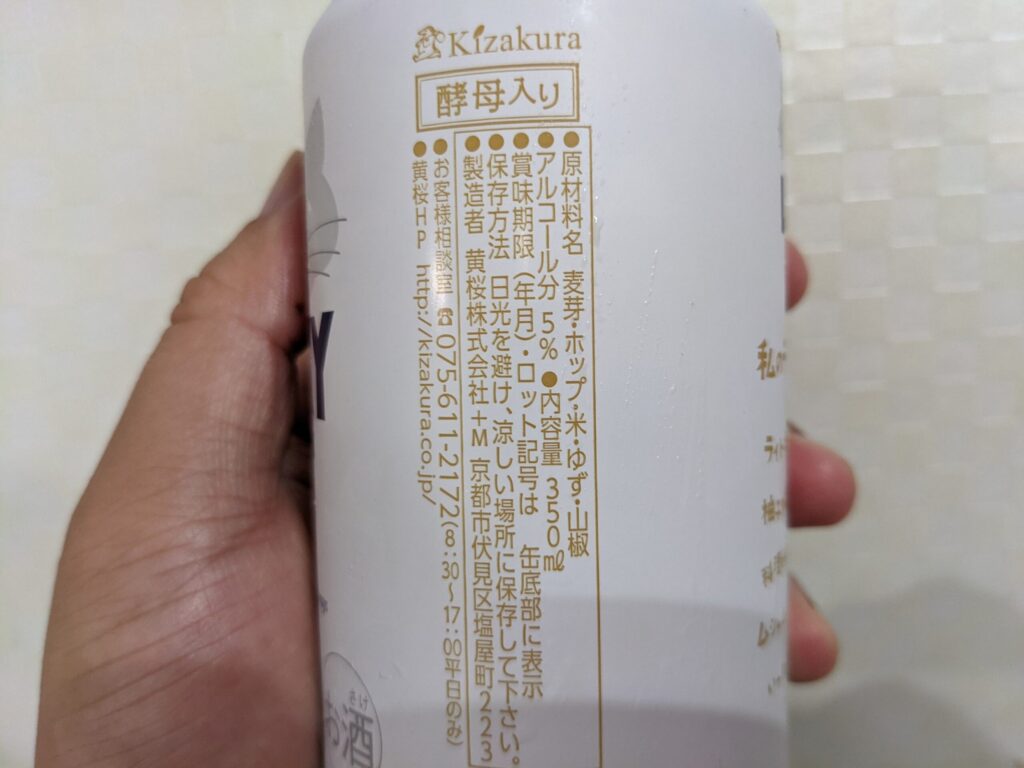 Kizakura
酵母入り
●原材料名 麦芽・ホップ・米・ゆず・山椒
●アルコール分 5% ●内容量 350㎖
●賞味期限(年月)・ロット記号は 缶底部に表示
●保存方法 日光を避け、涼しい場所に保存して下さい。
●製造者 黄桜株式会社+M 京都市伏見区塩屋町223
●お客様相談室 ☎075-611-2172(8:30〜17:00平日のみ)
●黄桜HP http://kizakura.co.jp/
Y
お酒
さけ
私の